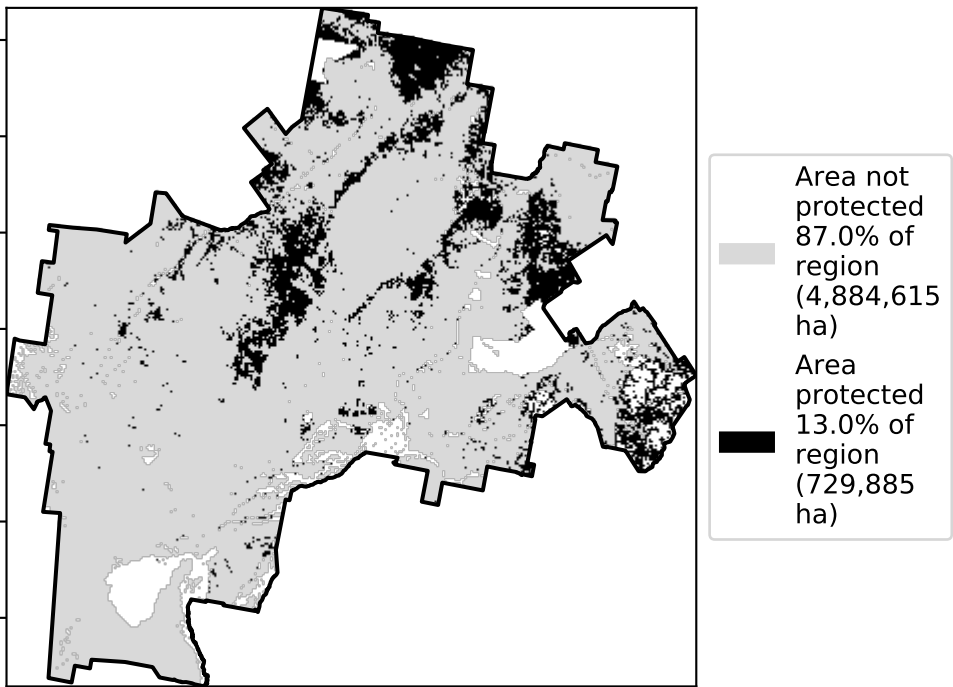 Area not
protected
87.0% of
region
(4,884,615
ha)
Area
protected
13.0% of
region
(729,885
ha)